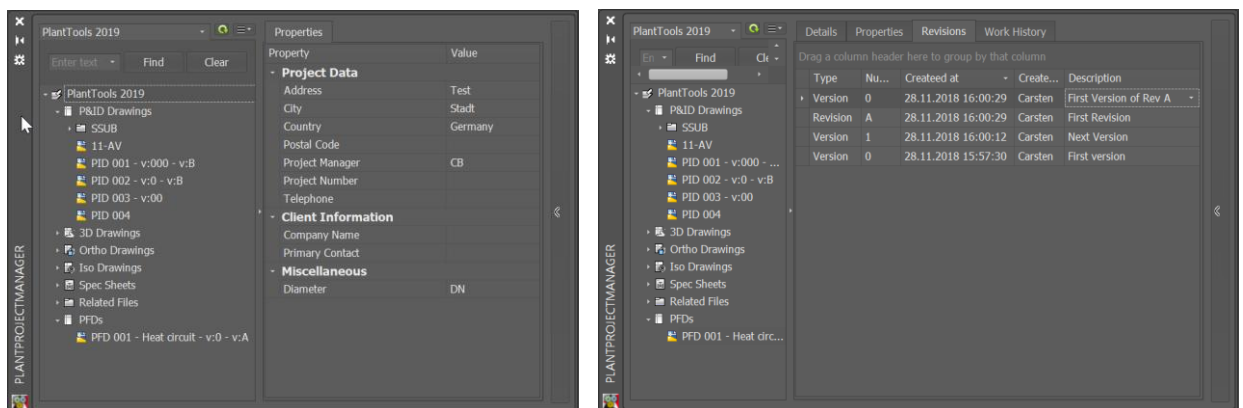 PlantTools 2019
Enter text Find Clear
PlantTools 2019
P&ID Drawings
SSUB
11-AV
PID 001 - v:000 - v:B
PID 002 - v:0 - v:B
PID 003 - v:00
PID 004
3D Drawings
Ortho Drawings
Iso Drawings
Spec Sheets
Related Files
PFDs
PFD 001 - Heat circuit - v:0 - v:A
PLANTPROJECTMANAGER
Properties
Property Value
Project Data
Address Test
City Stadt
Country Germany
Postal Code
Project Manager CB
Project Number
Telephone
Client Information
Company Name
Primary Contact
Miscellaneous
Diameter DN
PlantTools 2019
En Find Cle
PlantTools 2019
P&ID Drawings
SSUB
11-AV
PID 001 - v:000 - ...
PID 002 - v:0 - v:B
PID 003 - v:00
PID 004
3D Drawings
Ortho Drawings
Iso Drawings
Spec Sheets
Related Files
PFDs
PFD 001 - Heat circ...
PLANTPROJECTMANAGER
Details Properties Revisions Work History
Drag a column header here to group by that column
Type Nu... Createed at Create... Description
Version 0 28.11.2018 16:00:29 Carsten First Version of Rev A
Revision A 28.11.2018 16:00:29 Carsten First Revision
Version 1 28.11.2018 16:00:12 Carsten Next Version
Version 0 28.11.2018 15:57:30 Carsten First version